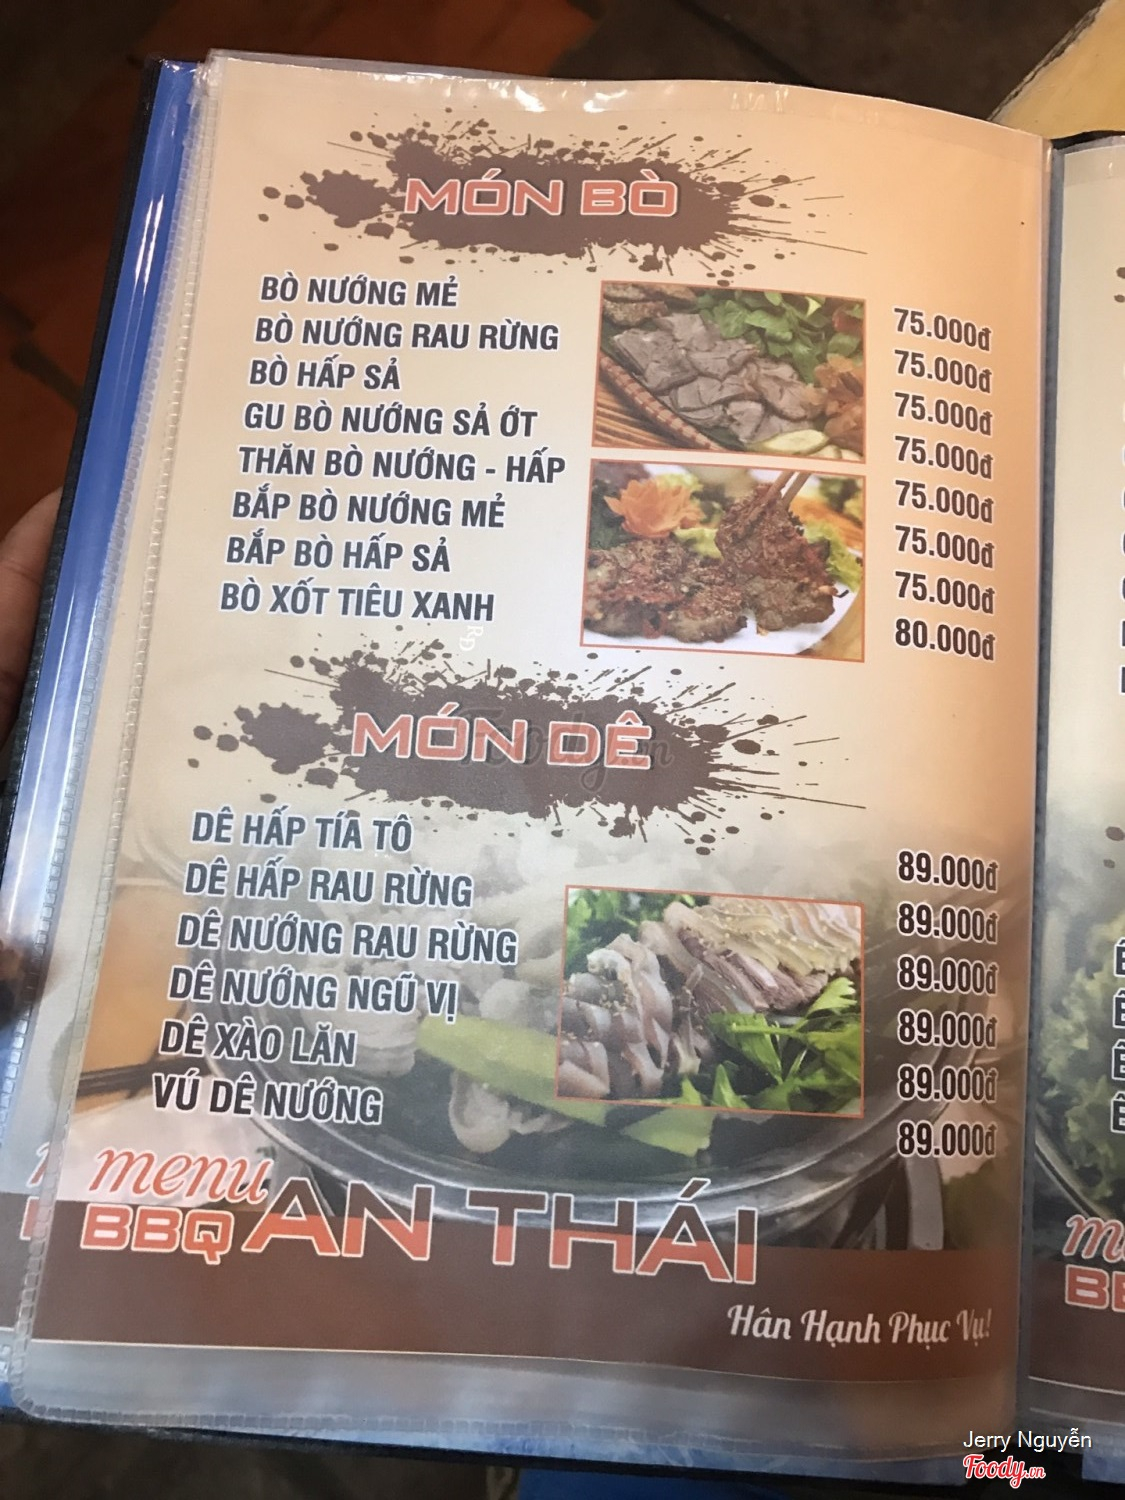 MÓN BÒ
BÒ NƯỚNG MẺ 75.000đ
BÒ NƯỚNG RAU RỪNG 75.000đ
BÒ HẤP SẢ 75.000đ
GU BÒ NƯỚNG SẢ ỚT 75.000đ
THĂN BÒ NƯỚNG - HẤP 75.000đ
BẮP BÒ NƯỚNG MẺ 75.000đ
BẮP BÒ HẤP SẢ 75.000đ
BÒ XỐT TIÊU XANH 80.000đ
MÓN DÊ
Foody.vn
DÊ HẤP TÍA TÔ 89.000đ
DÊ HẤP RAU RỪNG 89.000đ
DÊ NƯỚNG RAU RỪNG 89.000đ
DÊ NƯỚNG NGŨ VỊ 89.000đ
DÊ XÀO LĂN 89.000đ
VÚ DÊ NƯỚNG 89.000đ
menu
BBQ AN THÁI
Hân Hạnh Phục Vụ!
Jerry Nguyễn
Foody.vn